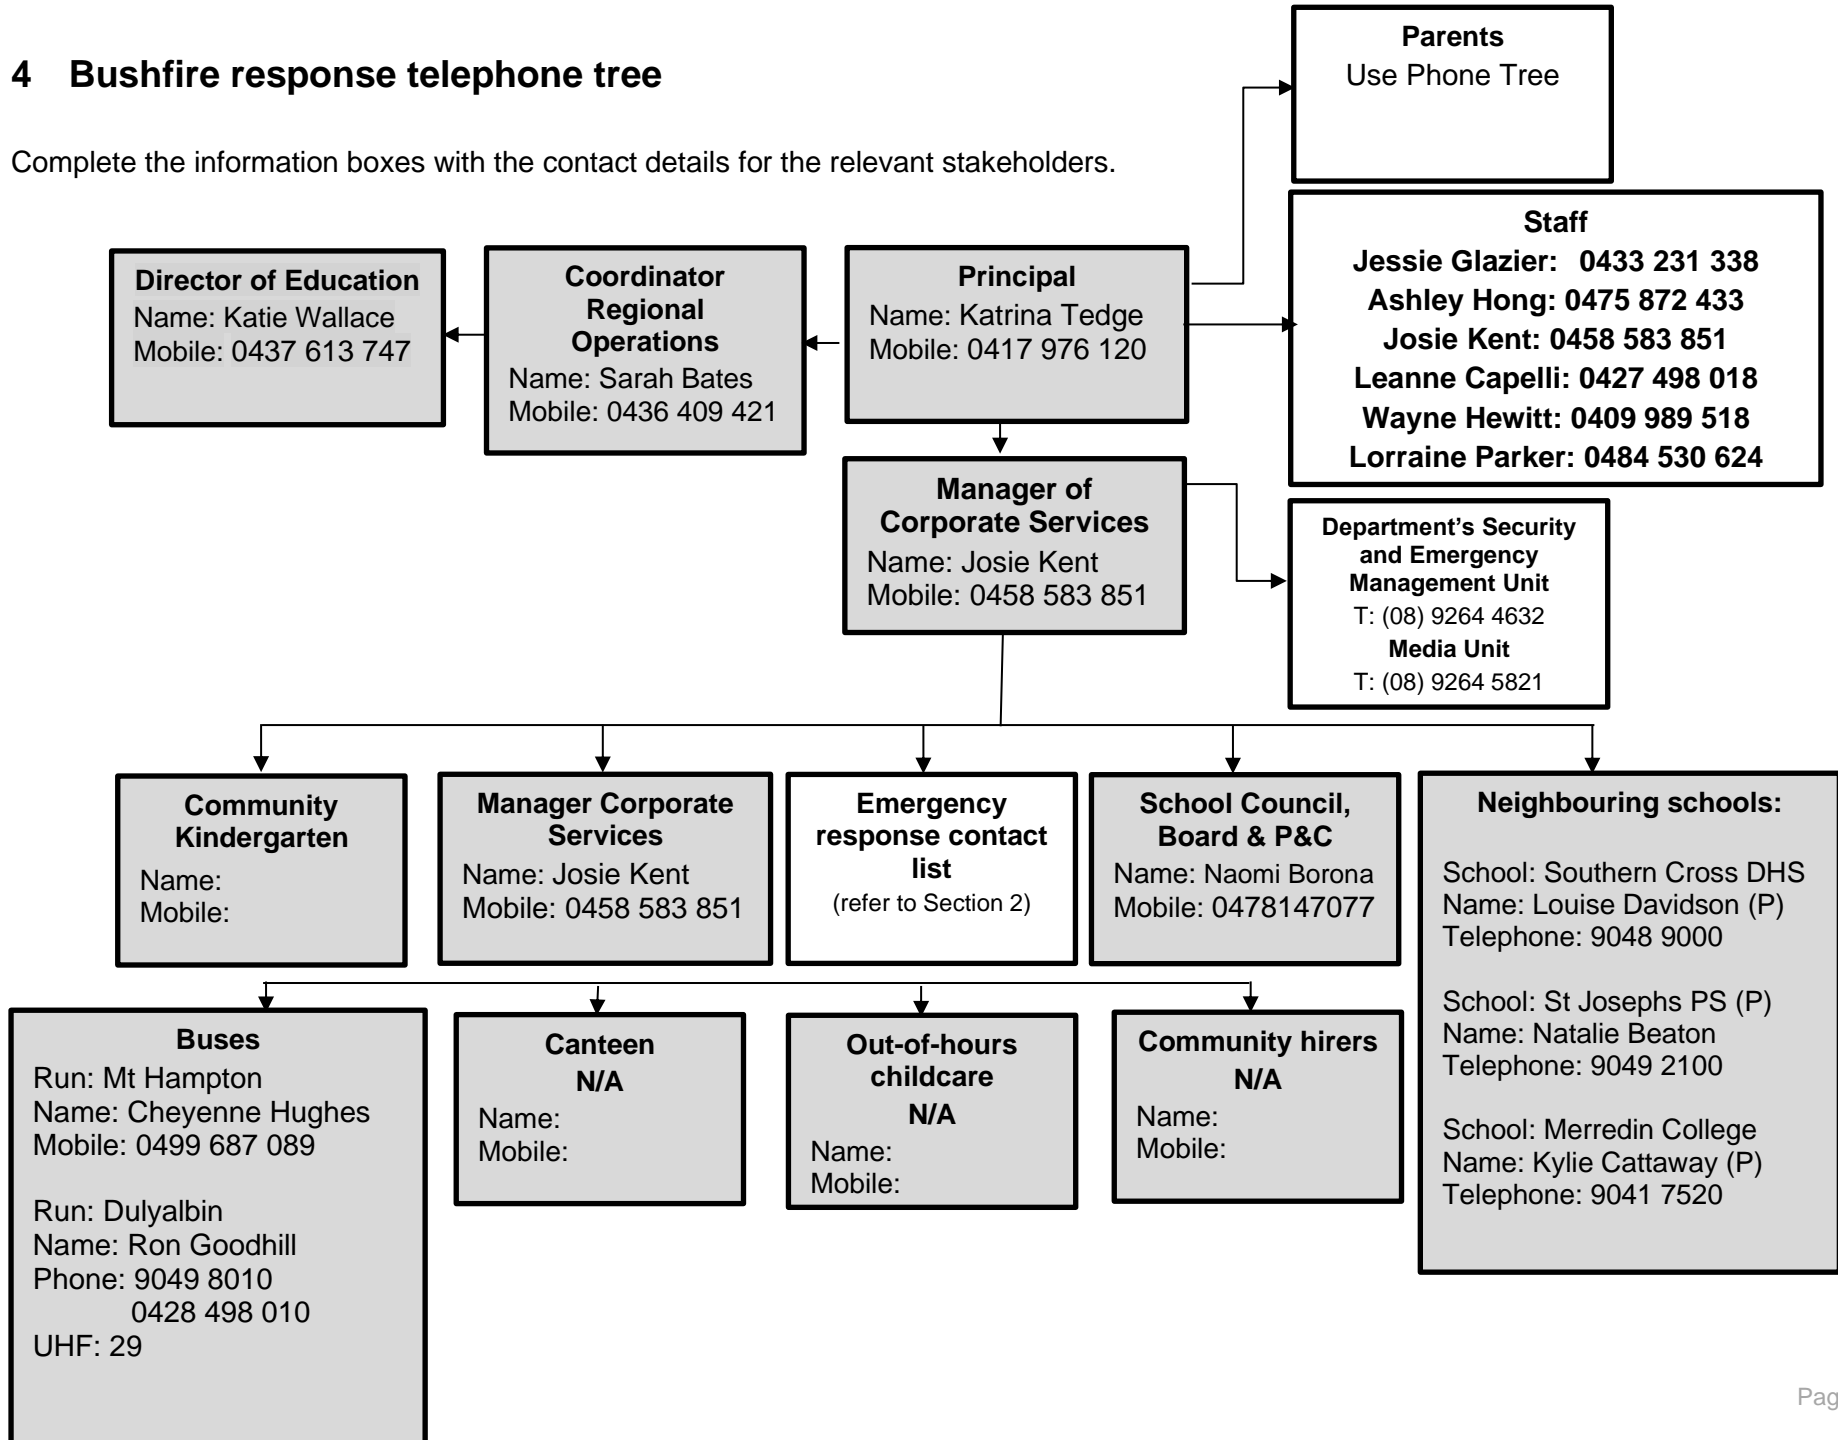 4 Bushfire response telephone tree
Complete the information boxes with the contact details for the relevant stakeholders.
Parents
Use Phone Tree
Staff
Jessie Glazier: 0433 231 338
Ashley Hong: 0475 872 433
Josie Kent: 0458 583 851
Leanne Capelli: 0427 498 018
Wayne Hewitt: 0409 989 518
Lorraine Parker: 0484 530 624
Director of Education
Name: Katie Wallace
Mobile: 0437 613 747
Coordinator
Regional
Operations
Name: Sarah Bates
Mobile: 0436 409 421
Principal
Name: Katrina Tedge
Mobile: 0417 976 120
Manager of
Corporate Services
Name: Josie Kent
Mobile: 0458 583 851
Department’s Security
and Emergency
Management Unit
T: (08) 9264 4632
Media Unit
T: (08) 9264 5821
Community
Kindergarten
Name:
Mobile:
Manager Corporate
Services
Name: Josie Kent
Mobile: 0458 583 851
Emergency
response contact
list
(refer to Section 2)
School Council,
Board & P&C
Name: Naomi Borona
Mobile: 0478147077
Neighbouring schools:
School: Southern Cross DHS
Name: Louise Davidson (P)
Telephone: 9048 9000
School: St Josephs PS (P)
Name: Natalie Beaton
Telephone: 9049 2100
School: Merredin College
Name: Kylie Cattaway (P)
Telephone: 9041 7520
Buses
Run: Mt Hampton
Name: Cheyenne Hughes
Mobile: 0499 687 089
Run: Dulyalbin
Name: Ron Goodhill
Phone: 9049 8010
0428 498 010
UHF: 29
Canteen
N/A
Name:
Mobile:
Out-of-hours
childcare
N/A
Name:
Mobile:
Community hirers
N/A
Name:
Mobile:
Pag